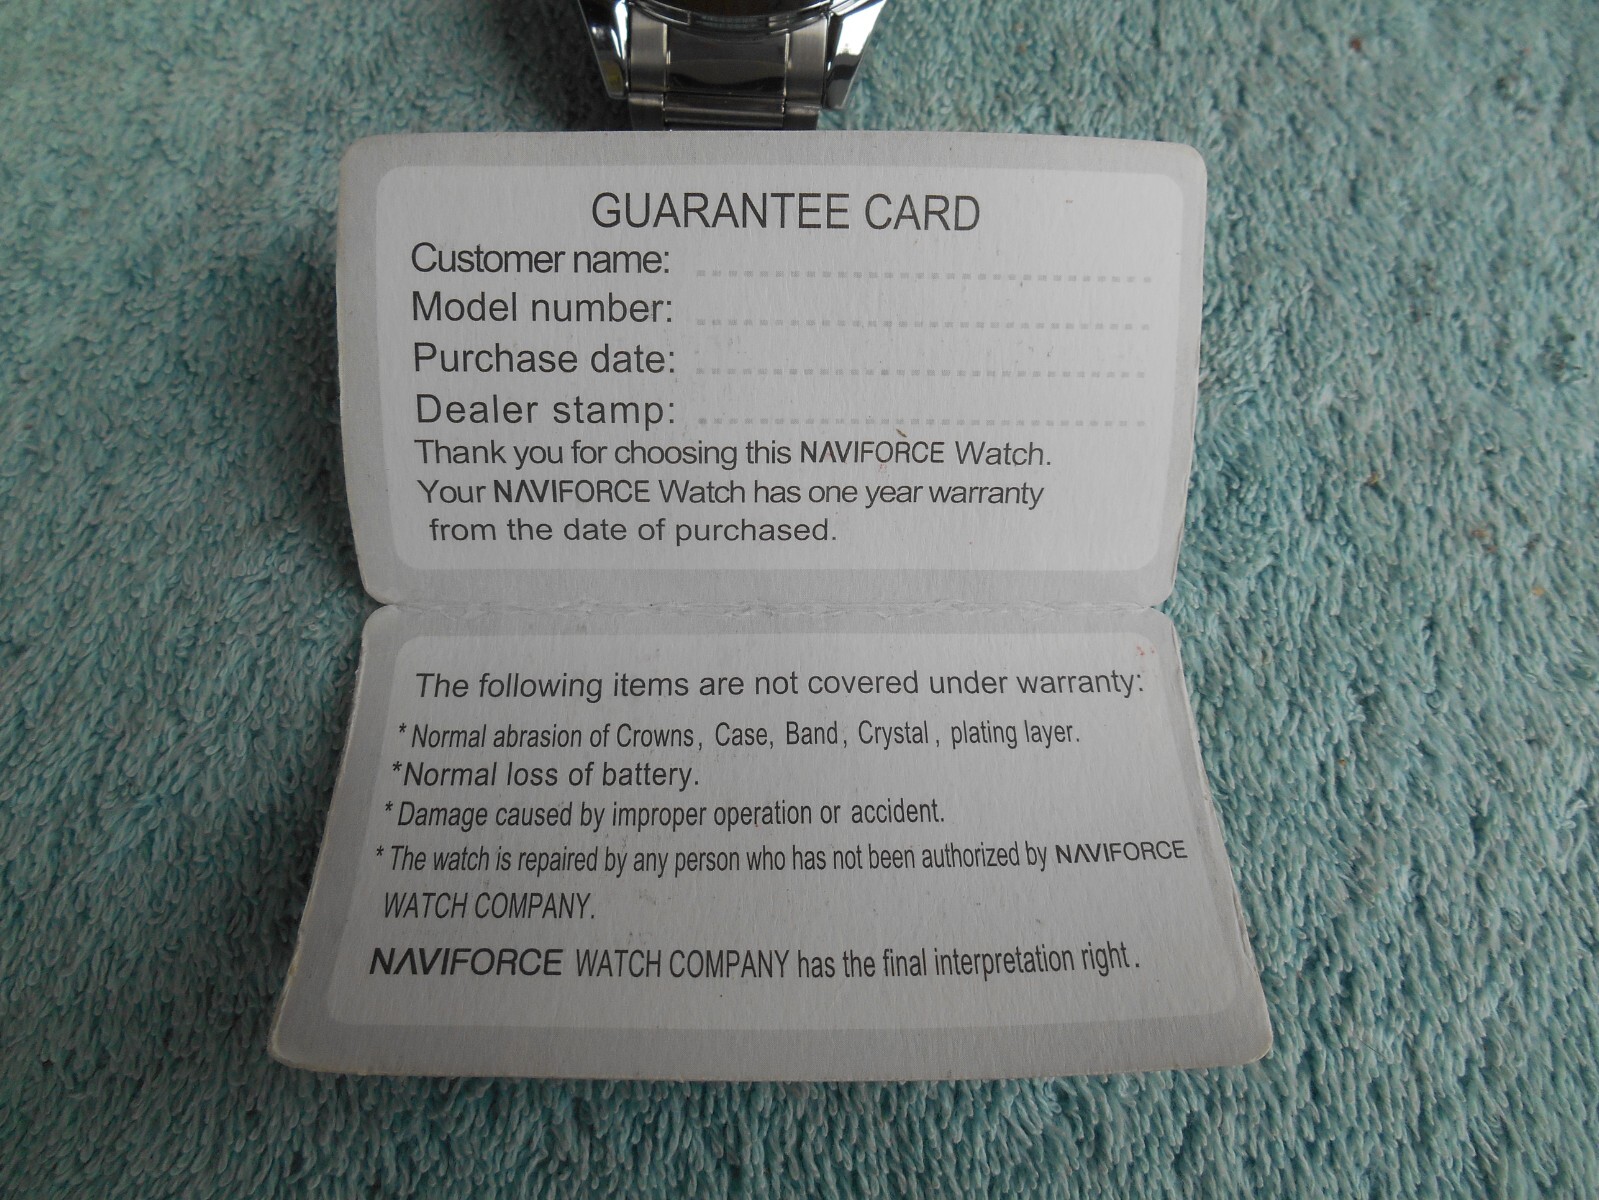 GUARANTEE CARD
Customer name:
Model number:
Purchase date:
Dealer stamp:
Thank you for choosing this NAVIFORCE Watch.
Your NAVIFORCE Watch has one year warranty
from the date of purchased.
The following items are not covered under warranty:
*Normal abrasion of Crowns, Case, Band, Crystal, plating layer.
*Normal loss of battery.
* Damage caused by improper operation or accident.
* The watch is repaired by any person who has not been authorized by NAVIFORCE
WATCH COMPANY.
NAVIFORCE WATCH COMPANY has the final interpretation right.